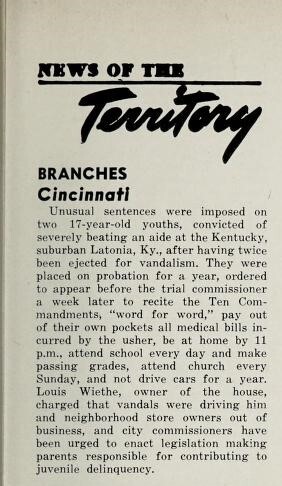 NEWS OF THE
Territory
BRANCHES
Cincinnati
Unusual sentences were imposed on
two 17-year-old youths, convicted of
severely beating an aide at the Kentucky,
suburban Latonia, Ky., after having twice
been ejected for vandalism. They were
placed on probation for a year, ordered
to appear before the trial commissioner
a week later to recite the Ten Com-
mandments, "word for word," pay out
of their own pockets all medical bills in-
curred by the usher, be at home by 11
p.m., attend school every day and make
passing grades, attend church every
Sunday, and not drive cars for a year.
Louis Wiethe, owner of the house,
charged that vandals were driving him
and neighborhood store owners out of
business, and city commissioners have
been urged to enact legislation making
parents responsible for contributing to
juvenile delinquency.